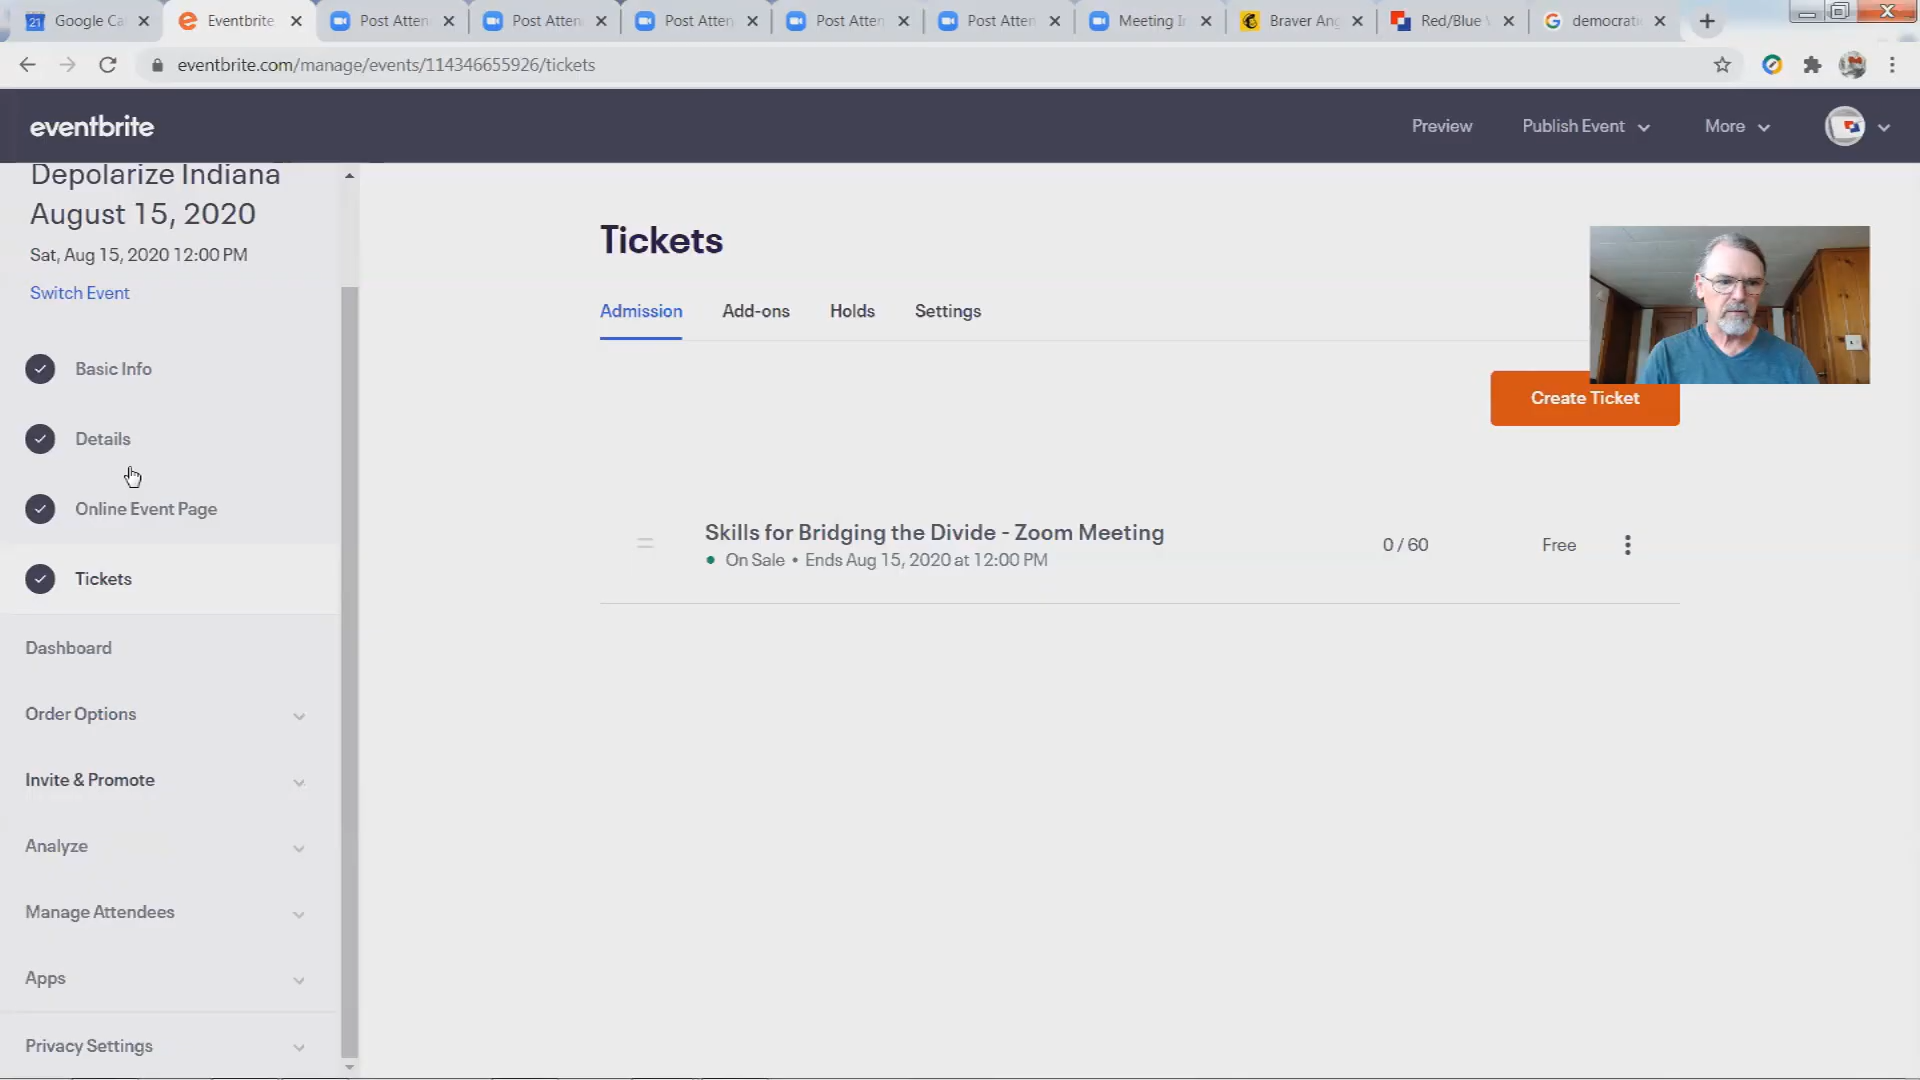 Google Ca
Eventbrite
Post Atten
Post Atten
Post Atten
Post Atten
Post Atten
Meeting I
Braver Ang
Red/Blue
democrati
eventbrite.com/manage/events/114346655926/tickets
eventbrite
Preview
Publish Event
More
Depolarize Indiana
August 15, 2020
Sat, Aug 15, 2020 12:00 PM
Switch Event
Basic Info
Details
Online Event Page
Tickets
Dashboard
Order Options
Invite & Promote
Analyze
Manage Attendees
Apps
Privacy Settings
Tickets
Admission
Add-ons
Holds
Settings
Create Ticket
Skills for Bridging the Divide - Zoom Meeting
On Sale • Ends Aug 15, 2020 at 12:00 PM
0 / 60
Free